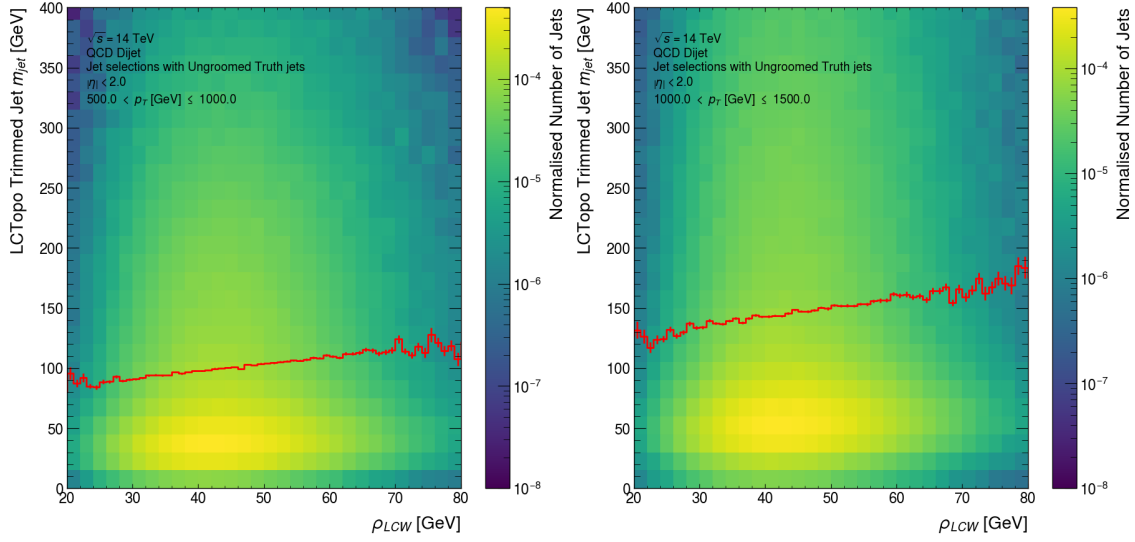 √s = 14 TeV
QCD Dijet
Jet selections with Ungroomed Truth jets
|η| < 2.0
500.0 < p_T [GeV] ≤ 1000.0
LCTopo Trimmed Jet m_jet [GeV]
400
350
300
250
200
150
100
50
0
20 30 40 50 60 70 80
ρ_LCW [GeV]
Normalised Number of Jets
10^-4
10^-5
10^-6
10^-7
10^-8
√s = 14 TeV
QCD Dijet
Jet selections with Ungroomed Truth jets
|η| < 2.0
1000.0 < p_T [GeV] ≤ 1500.0
LCTopo Trimmed Jet m_jet [GeV]
400
350
300
250
200
150
100
50
0
20 30 40 50 60 70 80
ρ_LCW [GeV]
Normalised Number of Jets
10^-4
10^-5
10^-6
10^-7
10^-8